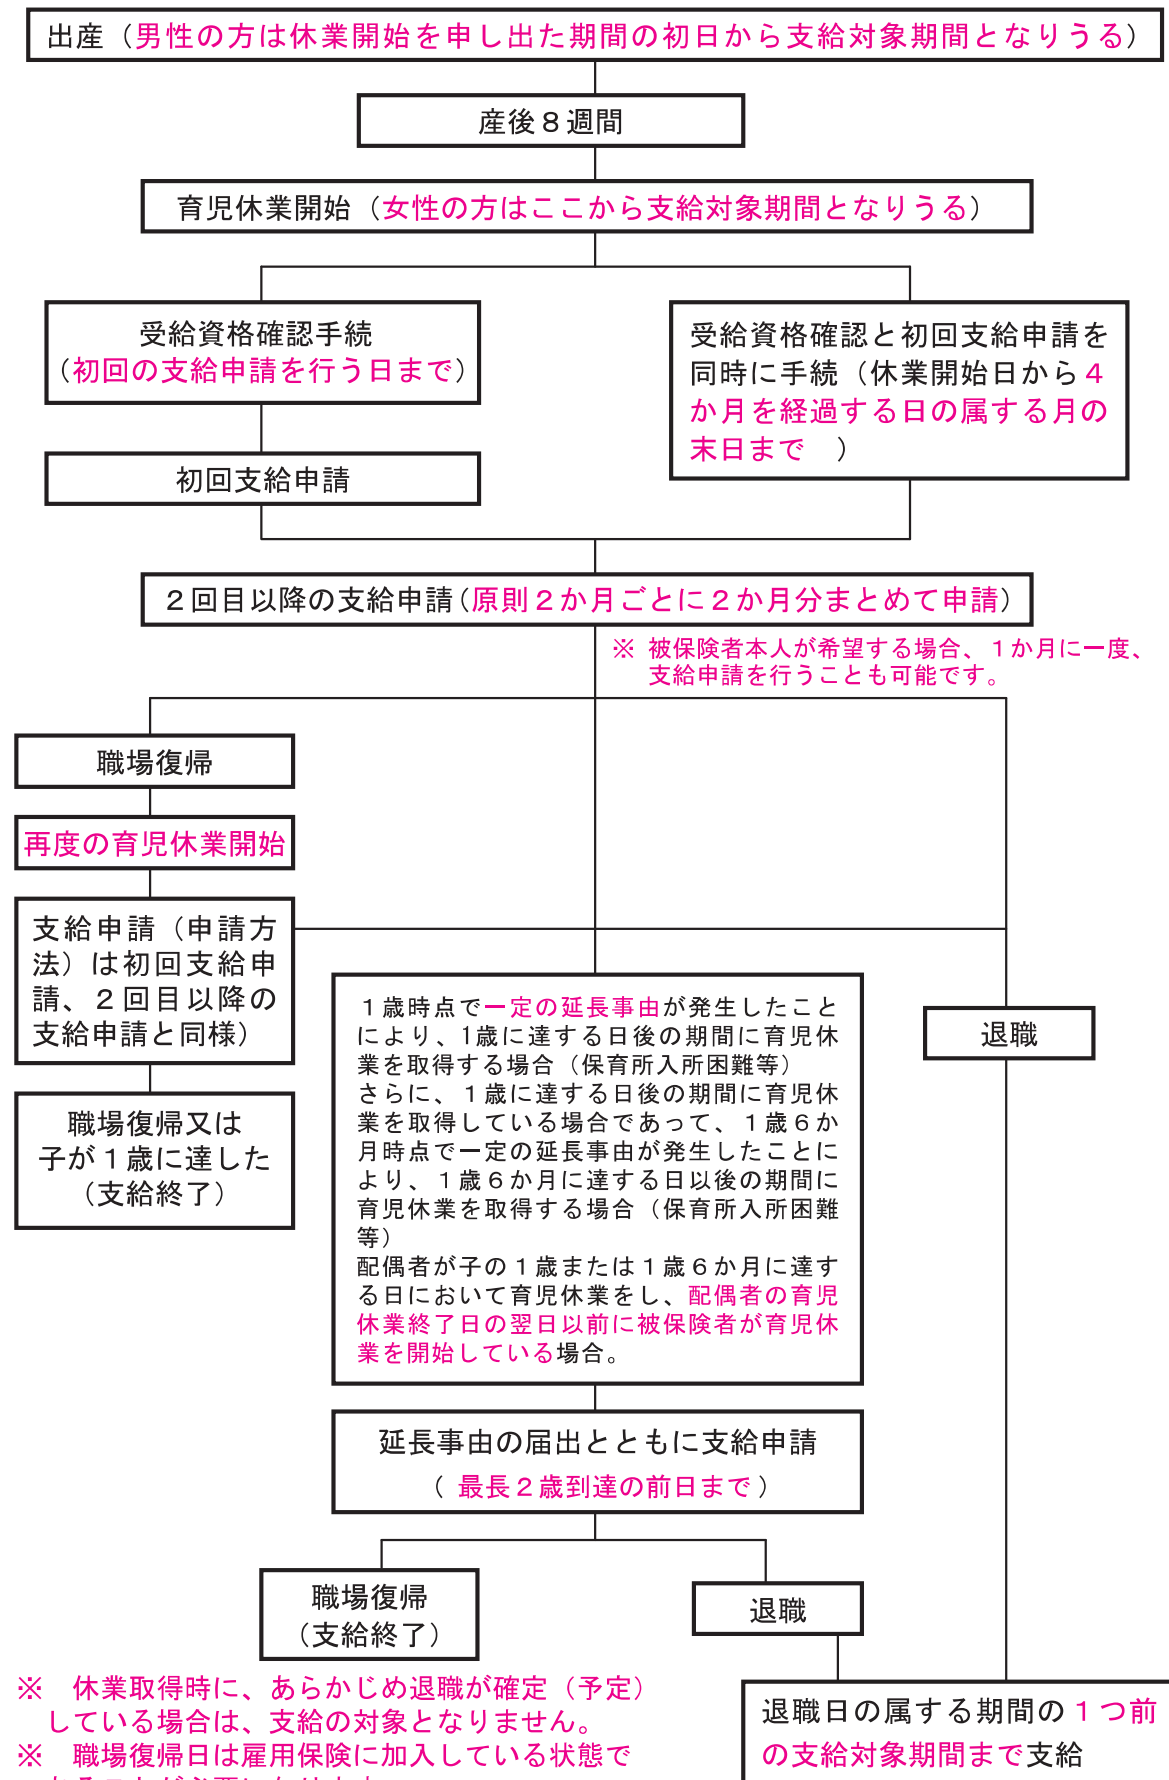 出産（男性の方は休業開始を申し出た期間の初日から支給対象期間となりうる）
産後８週間
育児休業開始（女性の方はここから支給対象期間となりうる）
受給資格確認手続
（初回の支給申請を行う日まで）
初回支給申請
受給資格確認と初回支給申請を
同時に手続（休業開始日から４
か月を経過する日の属する月の
末日まで　）
２回目以降の支給申請（原則２か月ごとに２か月分まとめて申請）
※ 被保険者本人が希望する場合、１か月に一度、
支給申請を行うことも可能です。
職場復帰
再度の育児休業開始
支給申請（申請方
法）は初回支給申
請、２回目以降の
支給申請と同様）
職場復帰又は
子が１歳に達した
（支給終了）
１歳時点で一定の延長事由が発生したこと
により、1歳に達する日後の期間に育児休
業を取得する場合（保育所入所困難等）
さらに、１歳に達する日後の期間に育児休
業を取得している場合であって、１歳６か
月時点で一定の延長事由が発生したことに
より、１歳６か月に達する日以後の期間に
育児休業を取得する場合（保育所入所困難
等）
配偶者が子の１歳または１歳６か月に達す
る日において育児休業をし、配偶者の育児
休業終了日の翌日以前に被保険者が育児休
業を開始している場合。
退職
延長事由の届出とともに支給申請
（ 最長２歳到達の前日まで ）
職場復帰
（支給終了）
退職
※　休業取得時に、あらかじめ退職が確定（予定）
している場合は、支給の対象となりません。
※　職場復帰日は雇用保険に加入している状態で
退職日の属する期間の１つ前
の支給対象期間まで支給